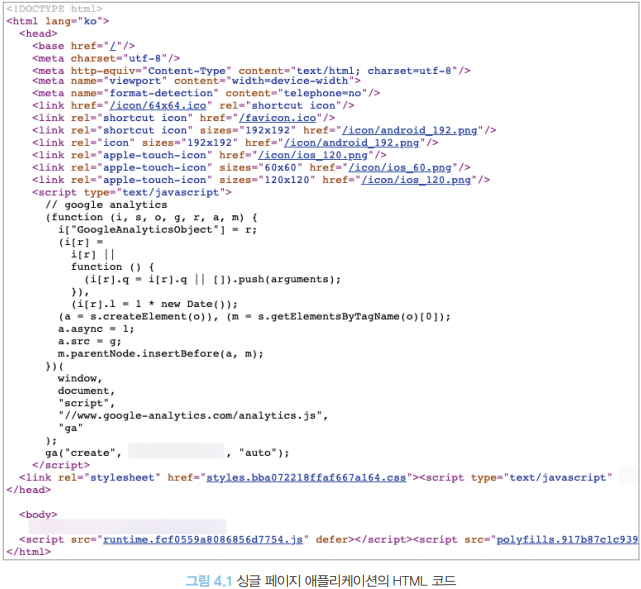 <!DOCTYPE html>
<html lang="ko">
<head>
<base href="/"/>
<meta charset="utf-8"/>
<meta http-equiv="Content-Type" content="text/html; charset=utf-8"/>
<meta name="viewport" content="width=device-width">
<meta name="format-detection" content="telephone=no"/>
<link href="/icon/64x64.ico" rel="shortcut icon"/>
<link rel="shortcut icon" href="/favicon.ico"/>
<link rel="shortcut icon" sizes="192x192" href="/icon/android_192.png"/>
<link rel="icon" sizes="192x192" href="/icon/android_192.png"/>
<link rel="apple-touch-icon" href="/icon/ios_120.png"/>
<link rel="apple-touch-icon" sizes="60x60" href="/icon/ios_60.png"/>
<link rel="apple-touch-icon" sizes="120x120" href="/icon/ios_120.png"/>
<script type="text/javascript">
// google analytics
(function (i, s, o, g, r, a, m) {
i["GoogleAnalyticsObject"] = r;
(i[r] =
i[r] ||
function () {
(i[r].q = i[r].q || []).push(arguments);
}),
(i[r].l = 1 * new Date());
(a = s.createElement(o)), (m = s.getElementsByTagName(o)[0]);
a.async = 1;
a.src = g;
m.parentNode.insertBefore(a, m);
})(
window,
document,
"script",
"//www.google-analytics.com/analytics.js",
"ga"
);
ga("create", , "auto");
</script>
<link rel="stylesheet" href="styles.bba072218ffaf667a164.css"><script type="text/javascript"
</head>
<body>
<script src="runtime.fcf0559a8086856d7754.js" defer></script><script src="polyfills.917b87c1c939
</html>
그림 4.1 싱글 페이지 애플리케이션의 HTML 코드